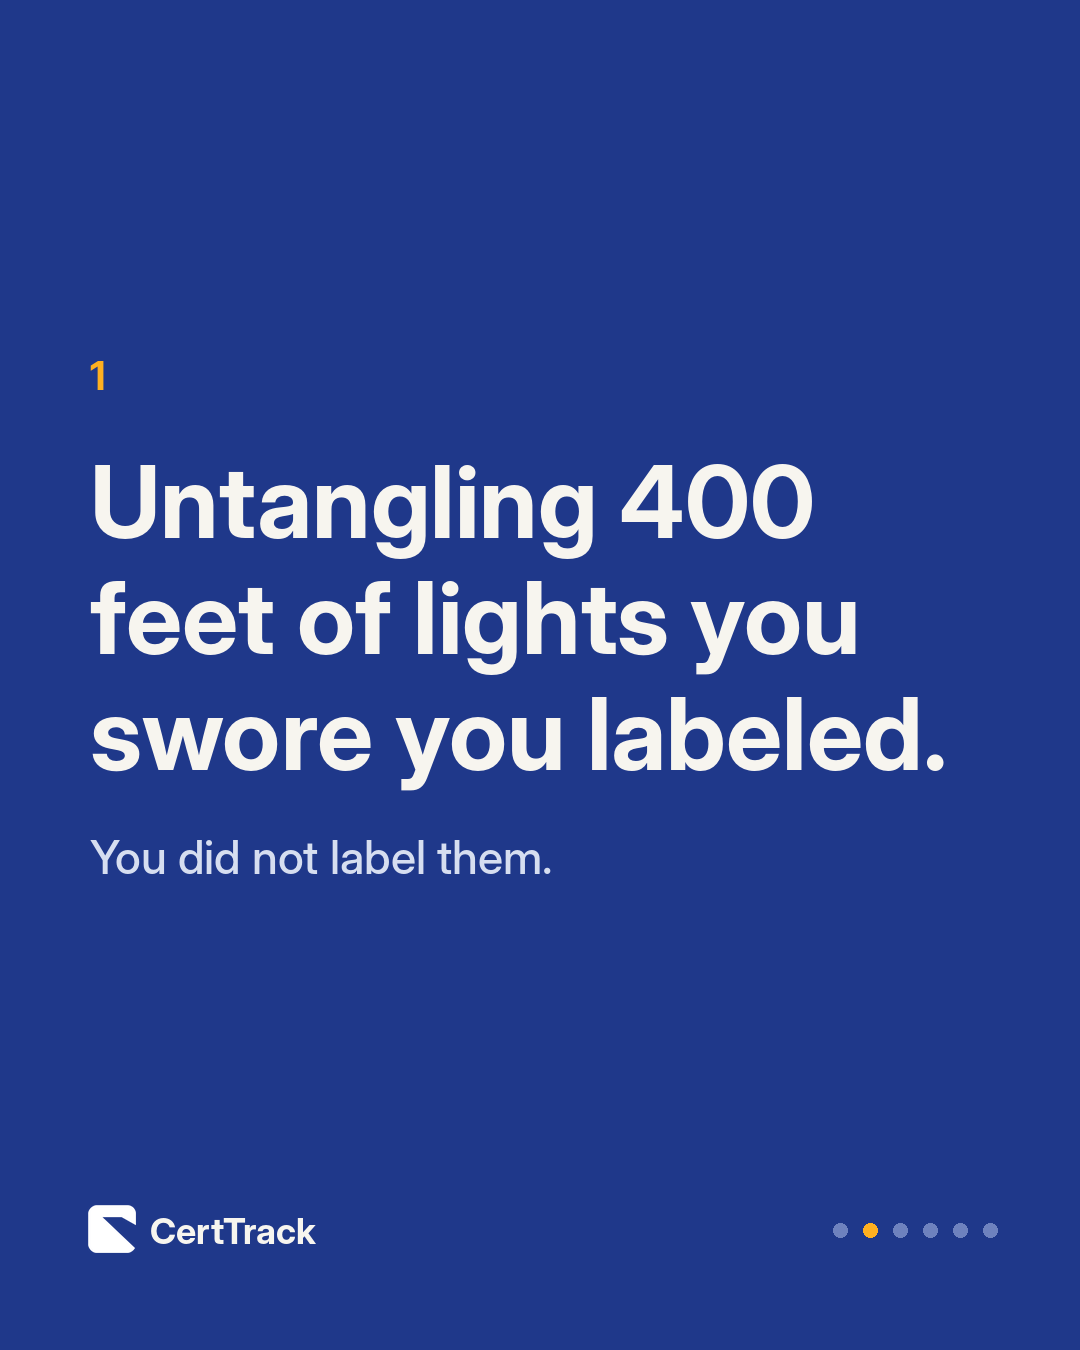 1
Untangling 400
feet of lights you
swore you labeled.
You did not label them.
CertTrack